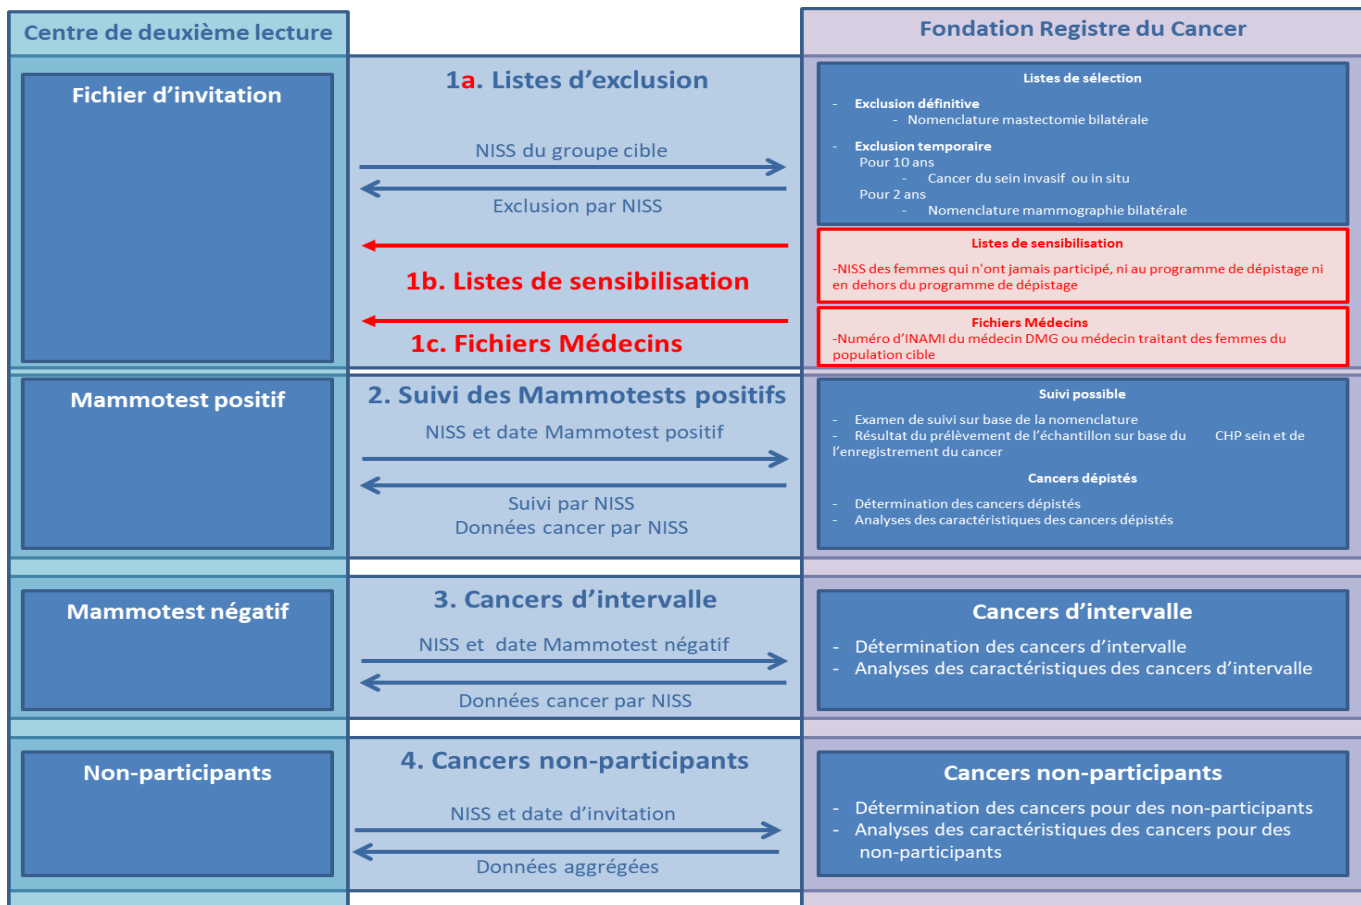 Centre de deuxième lecture
Fondation Registre du Cancer
Fichier d'invitation
1a. Listes d'exclusion
NISS du groupe cible
Exclusion par NISS
Listes de sélection
- Exclusion définitive
- Nomenclature mastectomie bilatérale
- Exclusion temporaire
Pour 10 ans
- Cancer du sein invasif ou in situ
Pour 2 ans
- Nomenclature mammographie bilatérale
1b. Listes de sensibilisation
Listes de sensibilisation
-NISS des femmes qui n'ont jamais participé, ni au programme de dépistage ni
en dehors du programme de dépistage
1c. Fichiers Médecins
Fichiers Médecins
-Numéro d'INAMI du médecin DMG ou médecin traitant des femmes du
population cible
Mammotest positif
2. Suivi des Mammotests positifs
NISS et date Mammotest positif
Suivi par NISS
Données cancer par NISS
Suivi possible
- Examen de suivi sur base de la nomenclature
- Résultat du prélèvement de l'échantillon sur base du CHP sein et de
l'enregistrement du cancer
Cancers dépistés
- Détermination des cancers dépistés
- Analyses des caractéristiques des cancers dépistés
Mammotest négatif
3. Cancers d'intervalle
NISS et date Mammotest négatif
Données cancer par NISS
Cancers d'intervalle
- Détermination des cancers d'intervalle
- Analyses des caractéristiques des cancers d'intervalle
Non-participants
4. Cancers non-participants
NISS et date d'invitation
Données aggrégées
Cancers non-participants
- Détermination des cancers pour des non-participants
- Analyses des caractéristiques des cancers pour des
non-participants